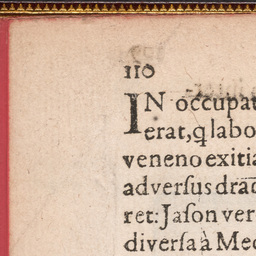 110
IN occupat
erat, q labo
veneno exitia
adversus drac
ret: Jaſon ver
diverſa à Med